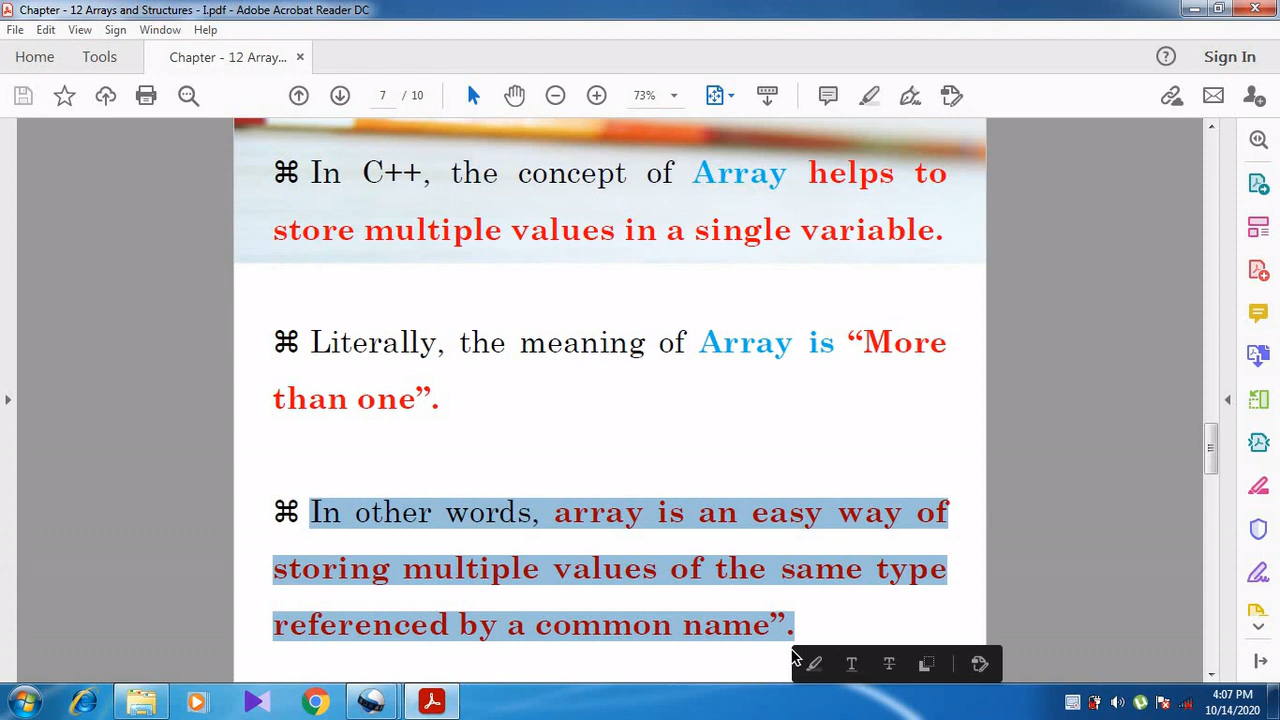 Chapter - 12 Arrays and Structures - I.pdf - Adobe Acrobat Reader DC
File Edit View Sign Window Help
Home Tools Chapter - 12 Array... × Sign In
7 / 10 73%
⌘ In C++, the concept of Array helps to
store multiple values in a single variable.
⌘ Literally, the meaning of Array is “More
than one”.
⌘ In other words, array is an easy way of
storing multiple values of the same type
referenced by a common name”.
4:07 PM
10/14/2020